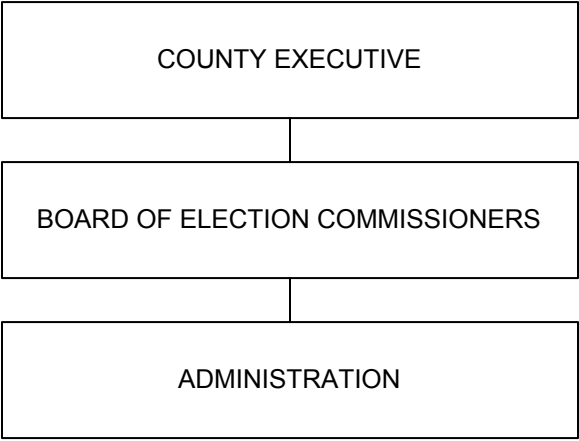 COUNTY EXECUTIVE
BOARD OF ELECTION COMMISSIONERS
ADMINISTRATION